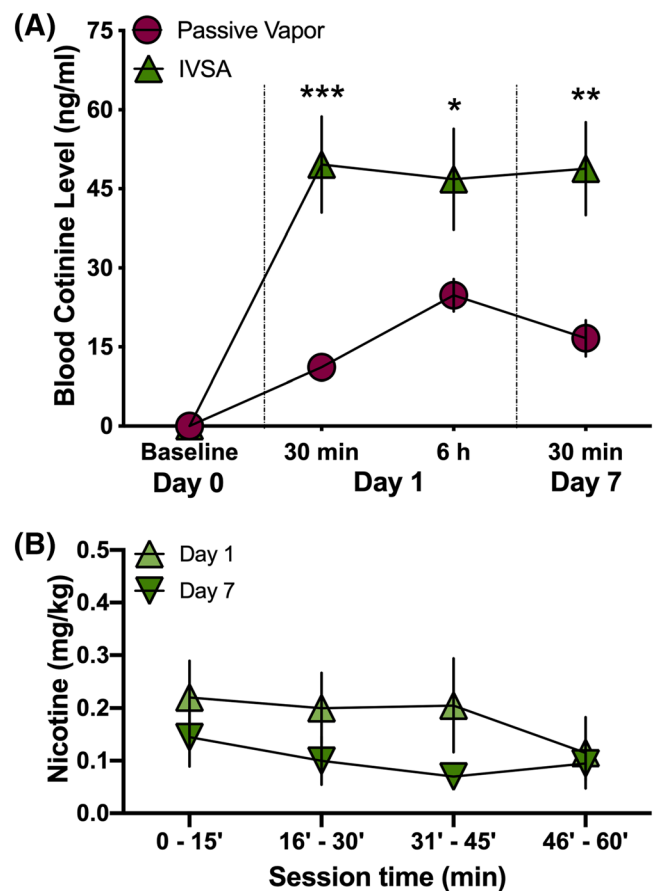 (A)
75
Passive Vapor
IVSA
60
45
30
15
0
Blood Cotinine Level (ng/ml)
***
*
**
Baseline 30 min 6 h 30 min
Day 0 Day 1 Day 7
(B)
0.5
Day 1
Day 7
0.4
0.3
0.2
0.1
0.0
Nicotine (mg/kg)
0 - 15' 16' - 30' 31' - 45' 46' - 60'
Session time (min)